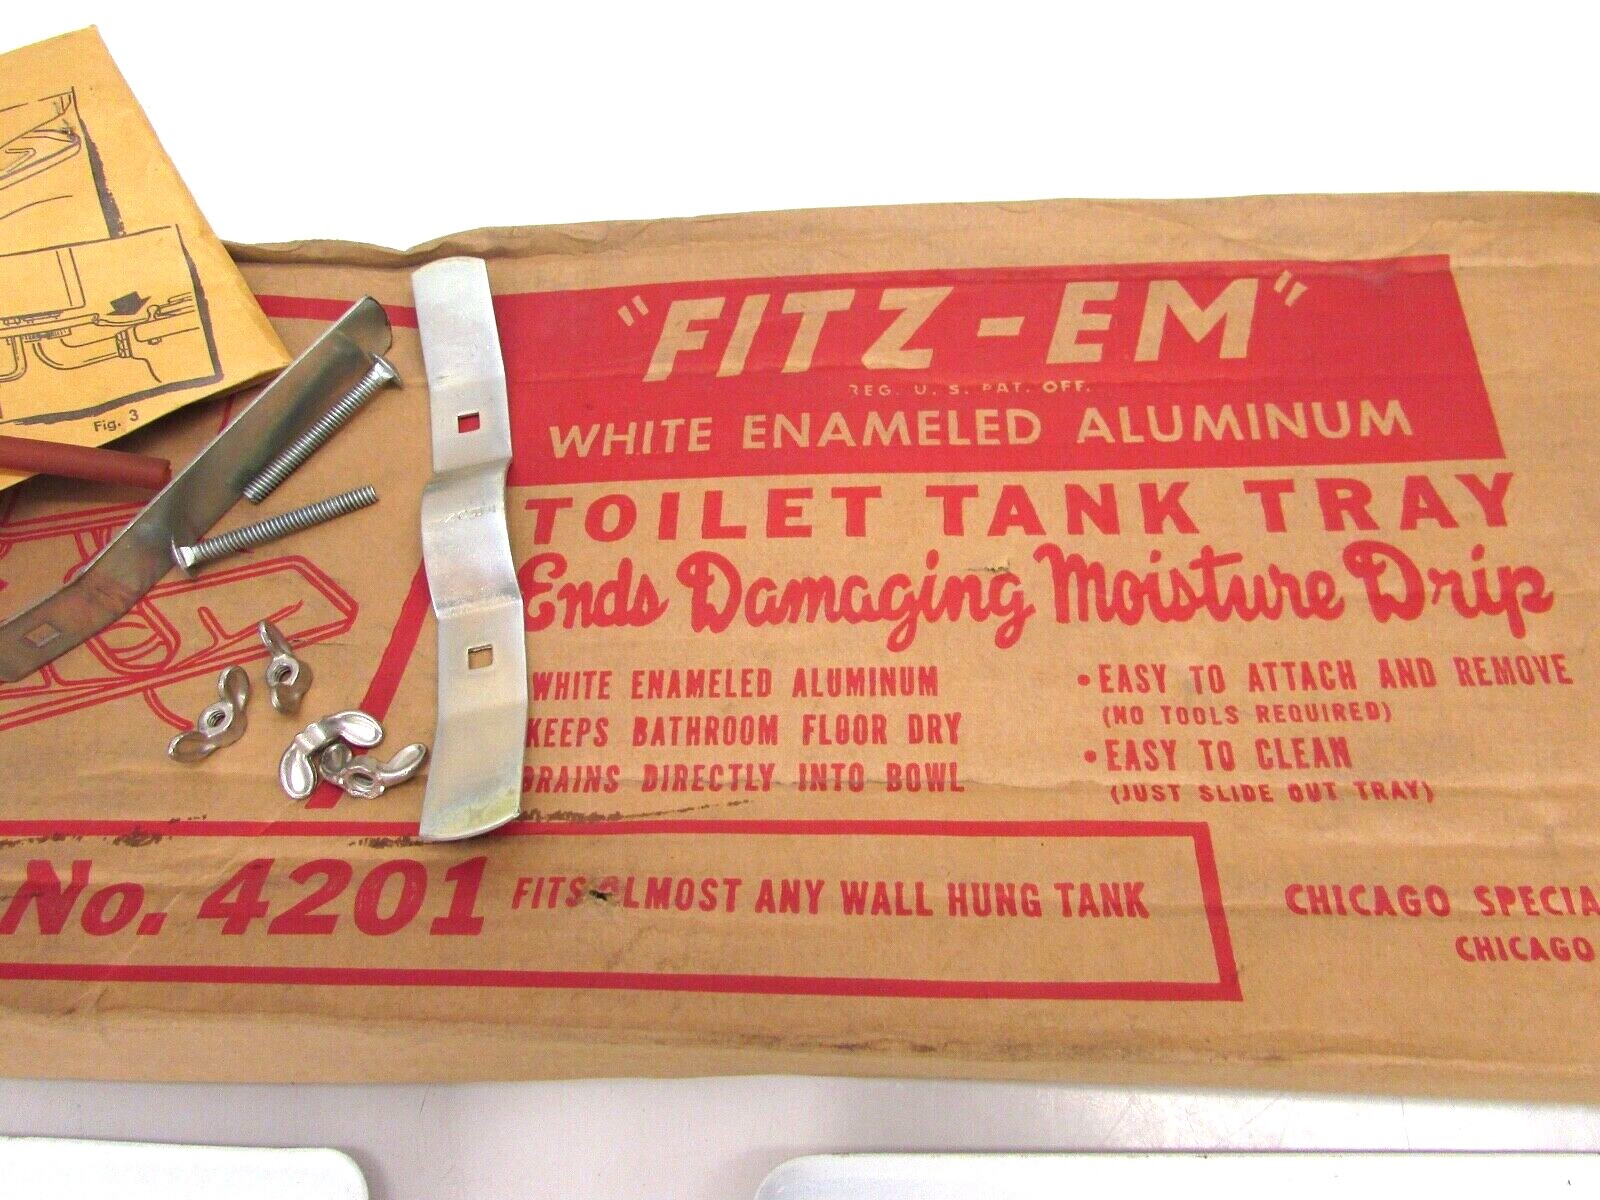 Fig. 3
"FITZ-EM"
REG. U. S. PAT. OFF.
WHITE ENAMELED ALUMINUM
TOILET TANK TRAY
Ends Damaging Moisture Drip
WHITE ENAMELED ALUMINUM
KEEPS BATHROOM FLOOR DRY
DRAINS DIRECTLY INTO BOWL
• EASY TO ATTACH AND REMOVE
(NO TOOLS REQUIRED)
• EASY TO CLEAN
(JUST SLIDE OUT TRAY)
No. 4201 FITS ALMOST ANY WALL HUNG TANK
CHICAGO SPECIA
CHICAGO